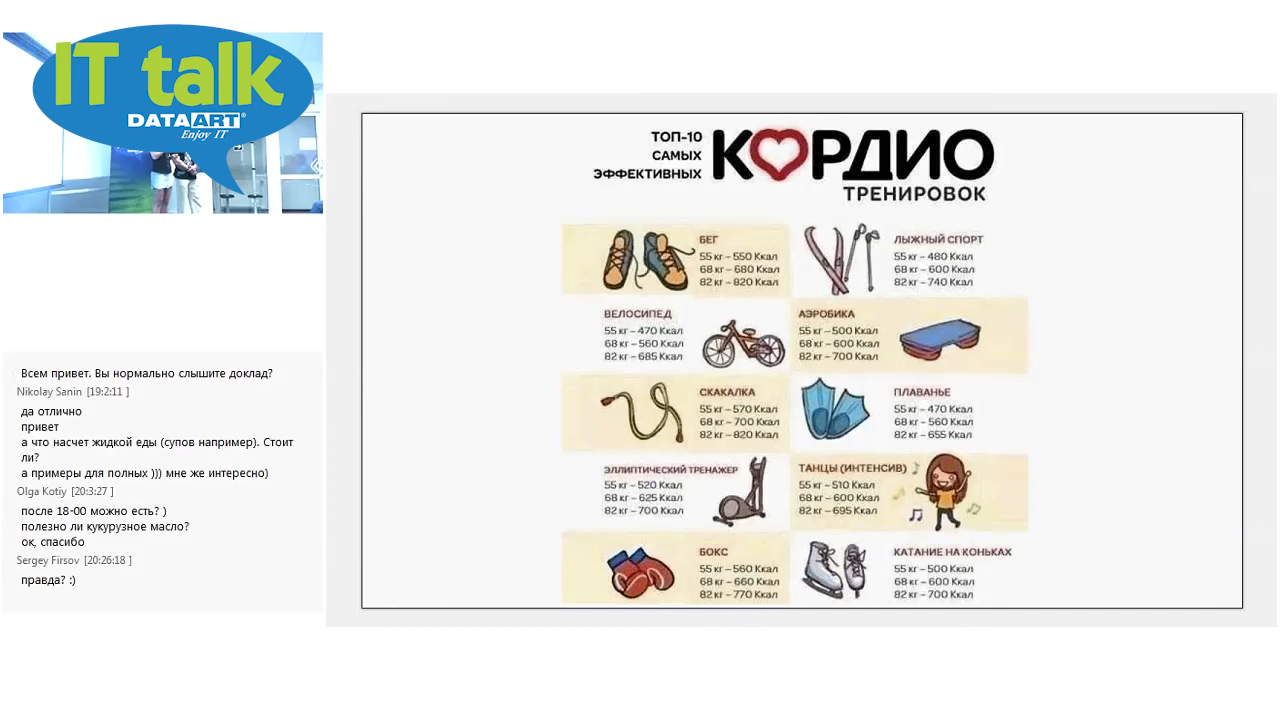 IT talk
DATAART®
Enjoy IT
Всем привет. Вы нормально слышите доклад?
Nikolay Sanin [19:2:11 ]
да отлично
привет
а что насчет жидкой еды (супов например). Стоит
ли?
а примеры для полных ))) мне же интересно)
Olga Kotiy [20:3:27 ]
после 18-00 можно есть? )
полезно ли кукурузное масло?
ок, спасибо
Sergey Firsov [20:26:18 ]
правда? :)
ТОП-10
САМЫХ
ЭФФЕКТИВНЫХ
КОРДИО
ТРЕНИРОВОК
БЕГ
55 кг – 550 Ккал
68 кг – 680 Ккал
82 кг – 820 Ккал
ЛЫЖНЫЙ СПОРТ
55 кг – 480 Ккал
68 кг – 600 Ккал
82 кг – 740 Ккал
ВЕЛОСИПЕД
55 кг – 470 Ккал
68 кг – 560 Ккал
82 кг – 685 Ккал
АЭРОБИКА
55 кг – 500 Ккал
68 кг – 600 Ккал
82 кг – 700 Ккал
СКАКАЛКА
55 кг – 570 Ккал
68 кг – 700 Ккал
82 кг – 820 Ккал
ПЛАВАНЬЕ
55 кг – 470 Ккал
68 кг – 560 Ккал
82 кг – 655 Ккал
ЭЛЛИПТИЧЕСКИЙ ТРЕНАЖЕР
55 кг – 520 Ккал
68 кг – 625 Ккал
82 кг – 700 Ккал
ТАНЦЫ (ИНТЕНСИВ)
55 кг – 510 Ккал
68 кг – 600 Ккал
82 кг – 695 Ккал
БОКС
55 кг – 560 Ккал
68 кг – 660 Ккал
82 кг – 770 Ккал
КАТАНИЕ НА КОНЬКАХ
55 кг – 500 Ккал
68 кг – 600 Ккал
82 кг – 700 Ккал